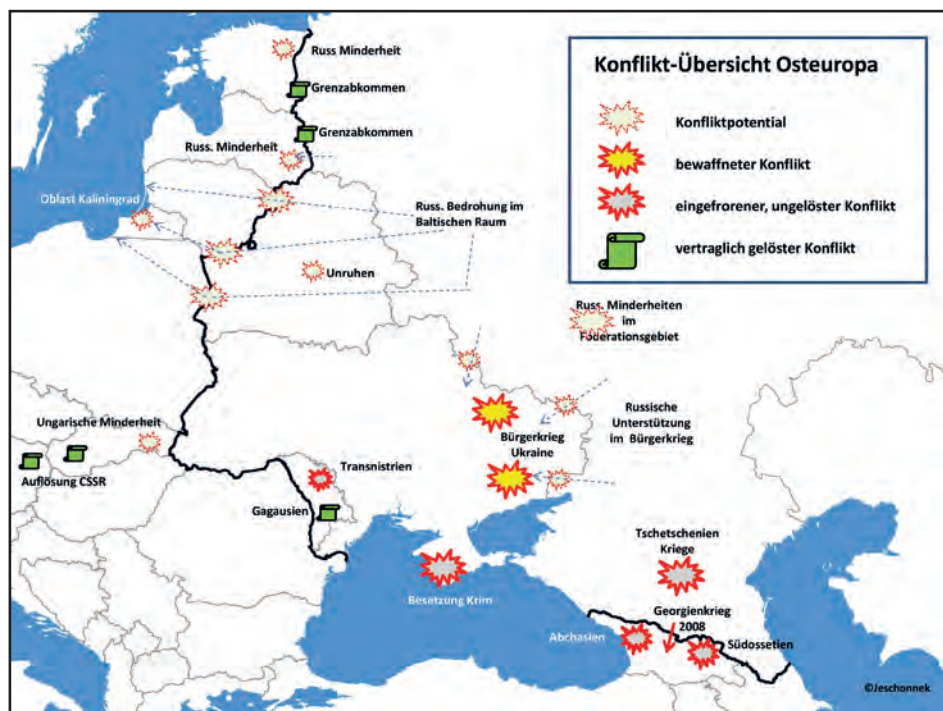 Konflikt-Übersicht Osteuropa
Konfliktpotential
bewaffneter Konflikt
eingefrorener, ungelöster Konflikt
vertraglich gelöster Konflikt
Russ Minderheit
Grenzabkommen
Grenzabkommen
Russ. Minderheit
Oblast Kaliningrad
Russ. Bedrohung im
Baltischen Raum
Unruhen
Russ. Minderheiten
im
Föderationsgebiet
Russische
Unterstützung
im Bürgerkrieg
Bürgerkrieg
Ukraine
Ungarische Minderheit
Auflösung CSSR
Transnistrien
Gagausien
Besetzung Krim
Tschetschenien
Kriege
Georgienkrieg
2008
Abchasien
Südossetien
©Jeschonnek